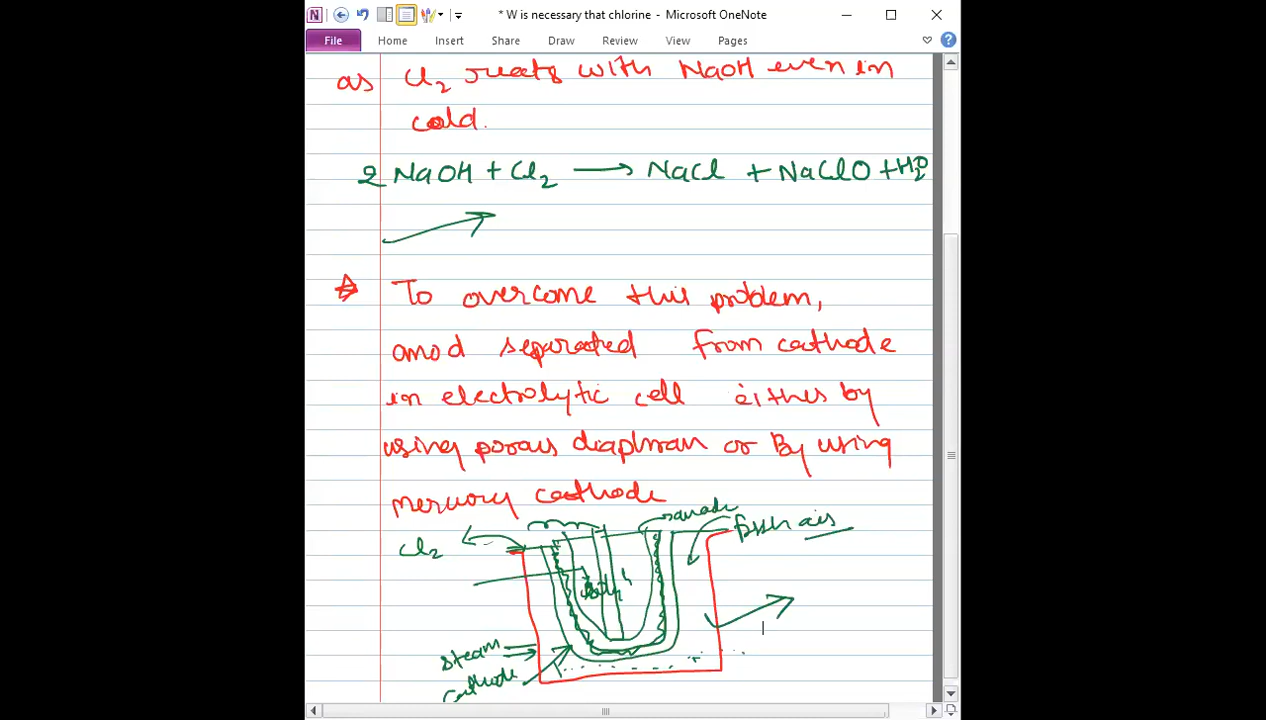 * W is necessary that chlorine - Microsoft OneNote
File Home Insert Share Draw Review View Pages
as Cl2 reats with NaOH even in
cold.
2 NaOH + Cl2 → NaCl + NaClO + H2O
To overcome this problem,
anod separated from cathode
in electrolytic cell either by
using porous diaphran or By using
mercury cathode
anode
Cl2
fresh air
steam
cathode